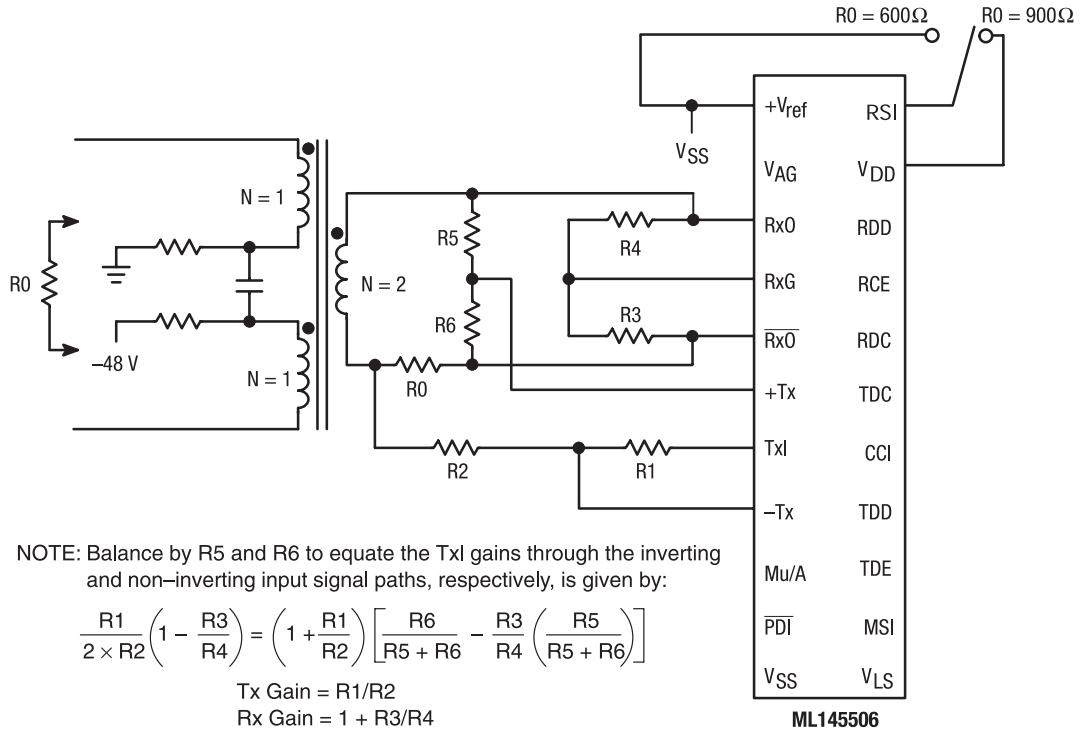 R0 = 600Ω
R0 = 900Ω
+Vref
RSI
VSS
VAG
VDD
N = 1
R5
R4
RxO
RDD
R0
N = 2
RxG
RCE
R6
R3
RxO
RDC
–48 V
N = 1
R0
+Tx
TDC
R2
R1
TxI
CCI
–Tx
TDD
NOTE: Balance by R5 and R6 to equate the TxI gains through the inverting
and non–inverting input signal paths, respectively, is given by:
R1 / 2 × R2 (1 – R3 / R4) = (1 + R1 / R2) [R6 / R5 + R6 – R3 / R4 (R5 / R5 + R6)]
Tx Gain = R1/R2
Rx Gain = 1 + R3/R4
Mu/A
TDE
PDI
MSI
VSS
VLS
ML145506